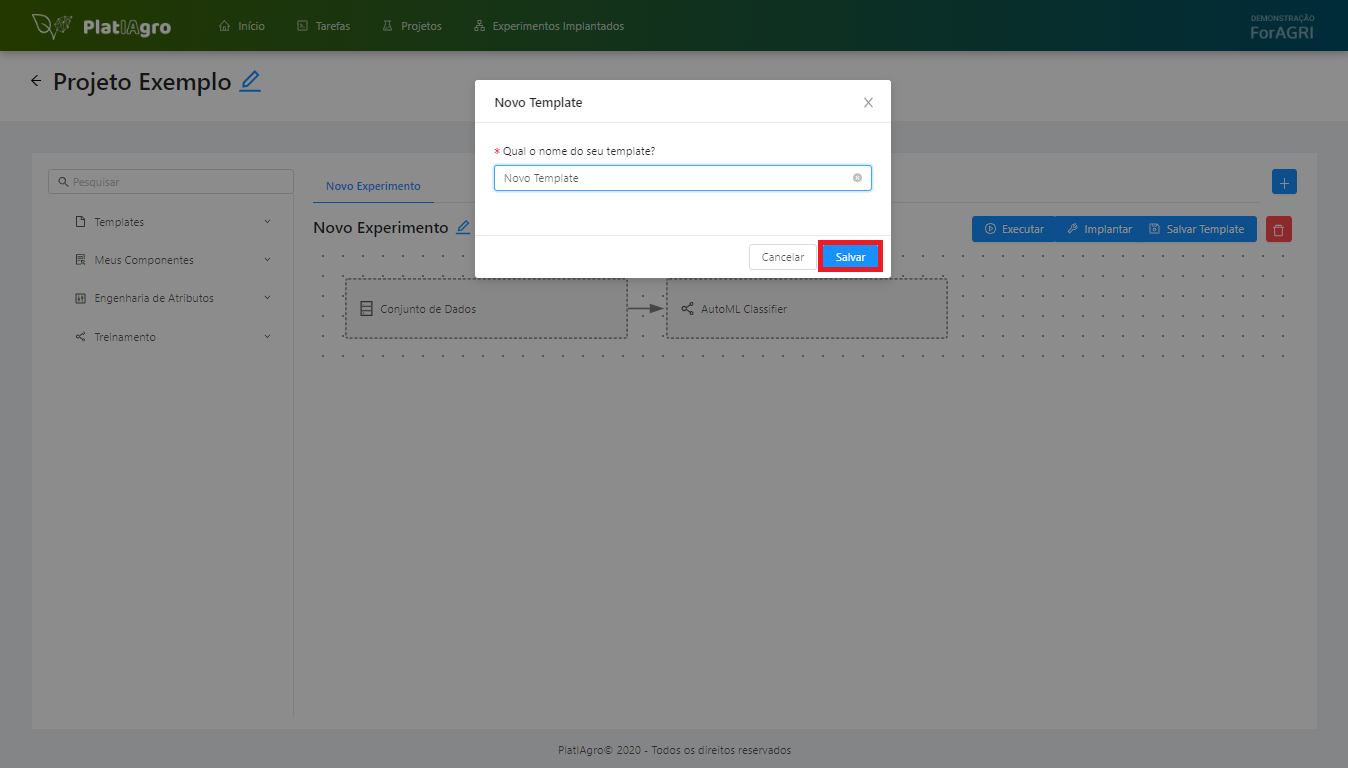 PlatIAgro
Início
Tarefas
Projetos
Experimentos Implantados
DEMONSTRAÇÃO
ForAGRI
Projeto Exemplo
Novo Template
* Qual o nome do seu template?
Novo Template
Cancelar
Salvar
Pesquisar
Templates
Meus Componentes
Engenharia de Atributos
Treinamento
Novo Experimento
Novo Experimento
Executar
Implantar
Salvar Template
Conjunto de Dados
AutoML Classifier
PlatIAgro© 2020 - Todos os direitos reservados